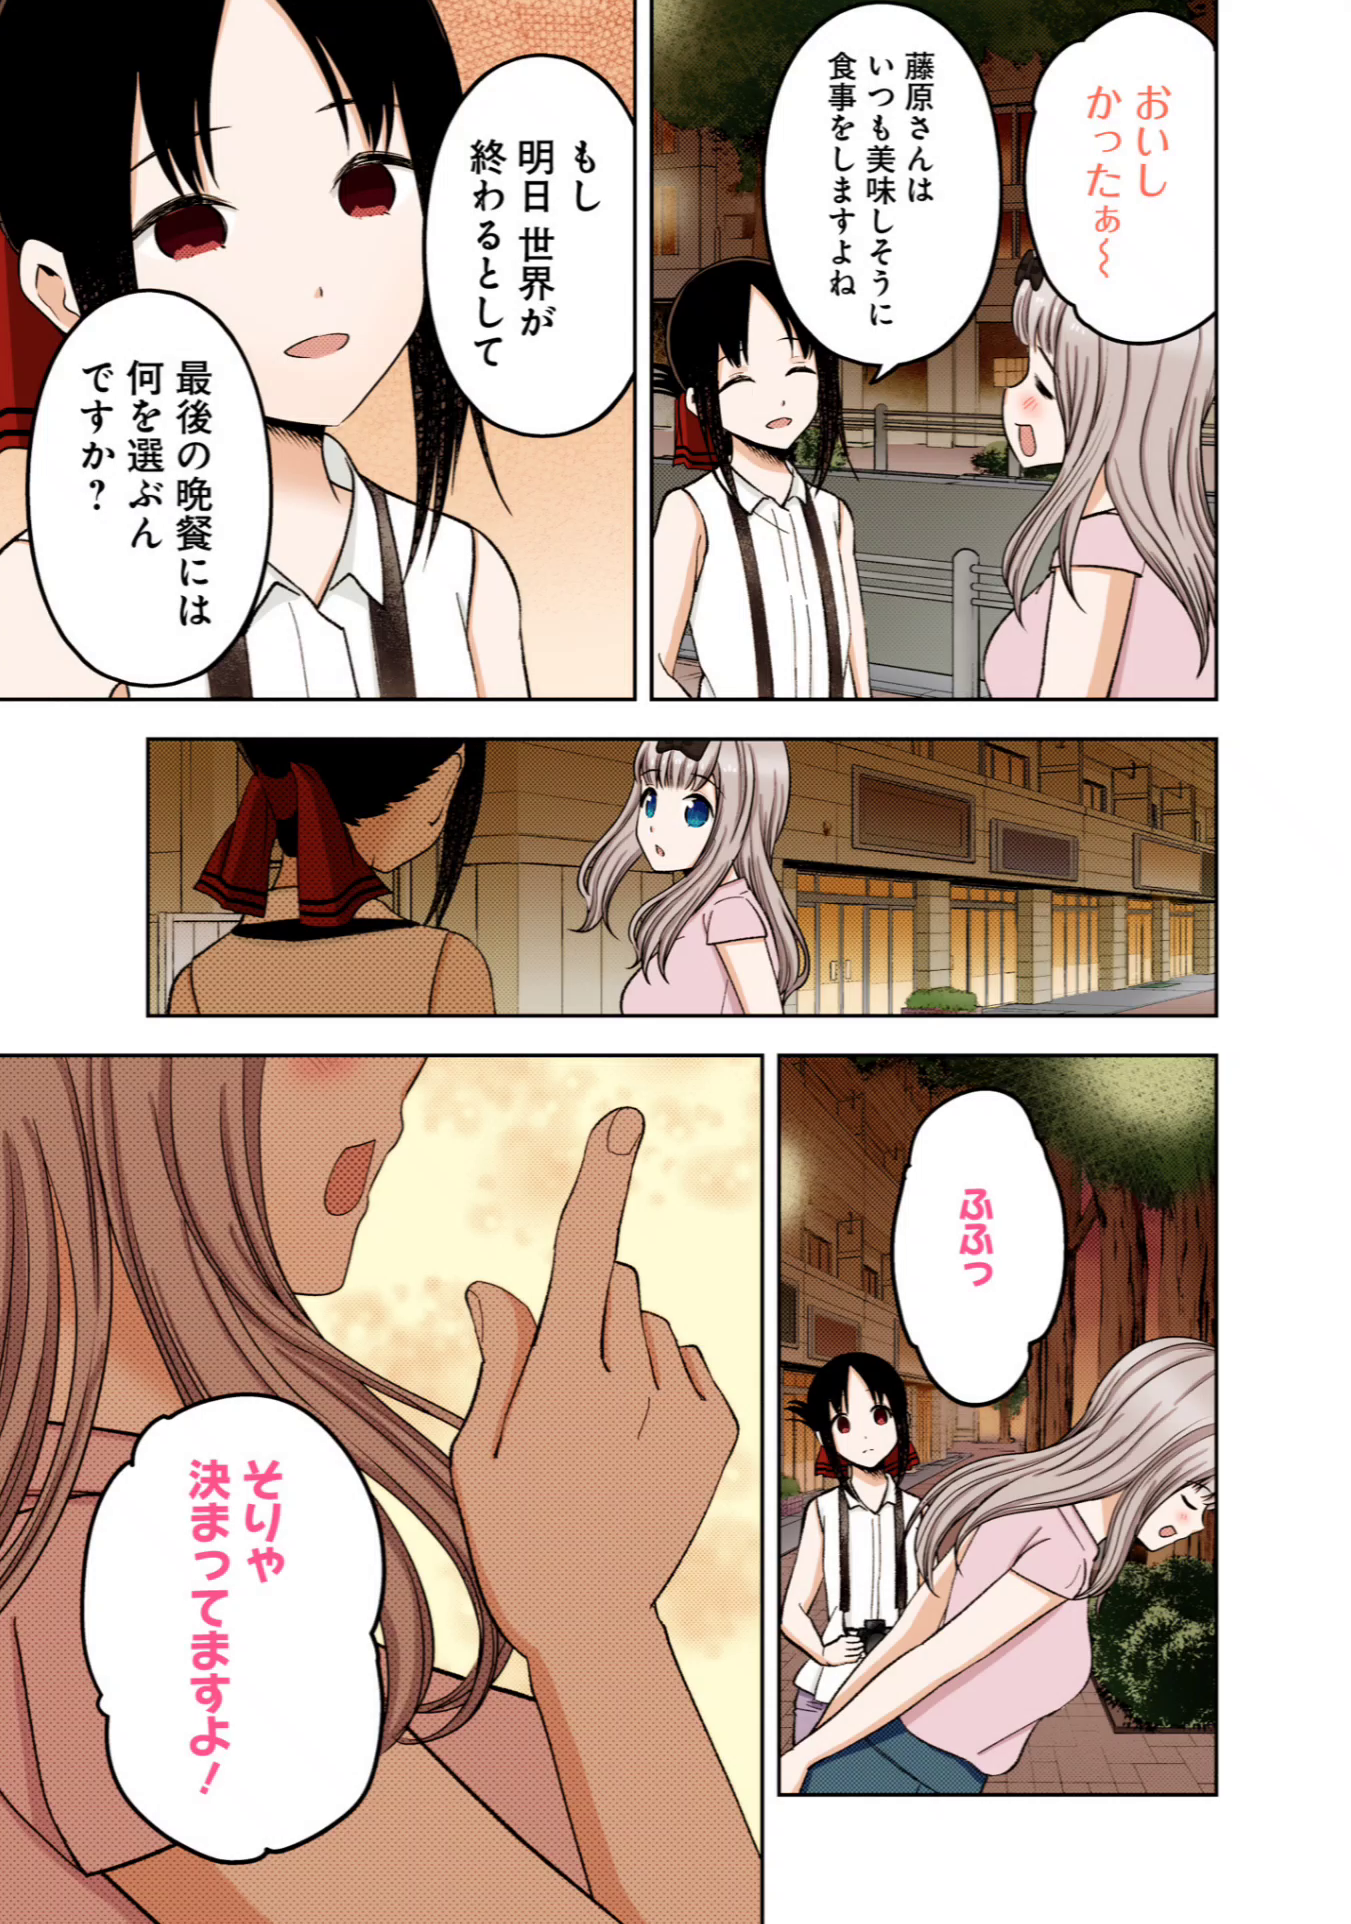 おいし
かったぁ〜
藤原さんは
いつも美味しそうに
食事をしますよね
もし
明日世界が
終わるとして
最後の晩餐には
何を選ぶん
ですか？
ふふっ
そりゃ
決まってますよ！